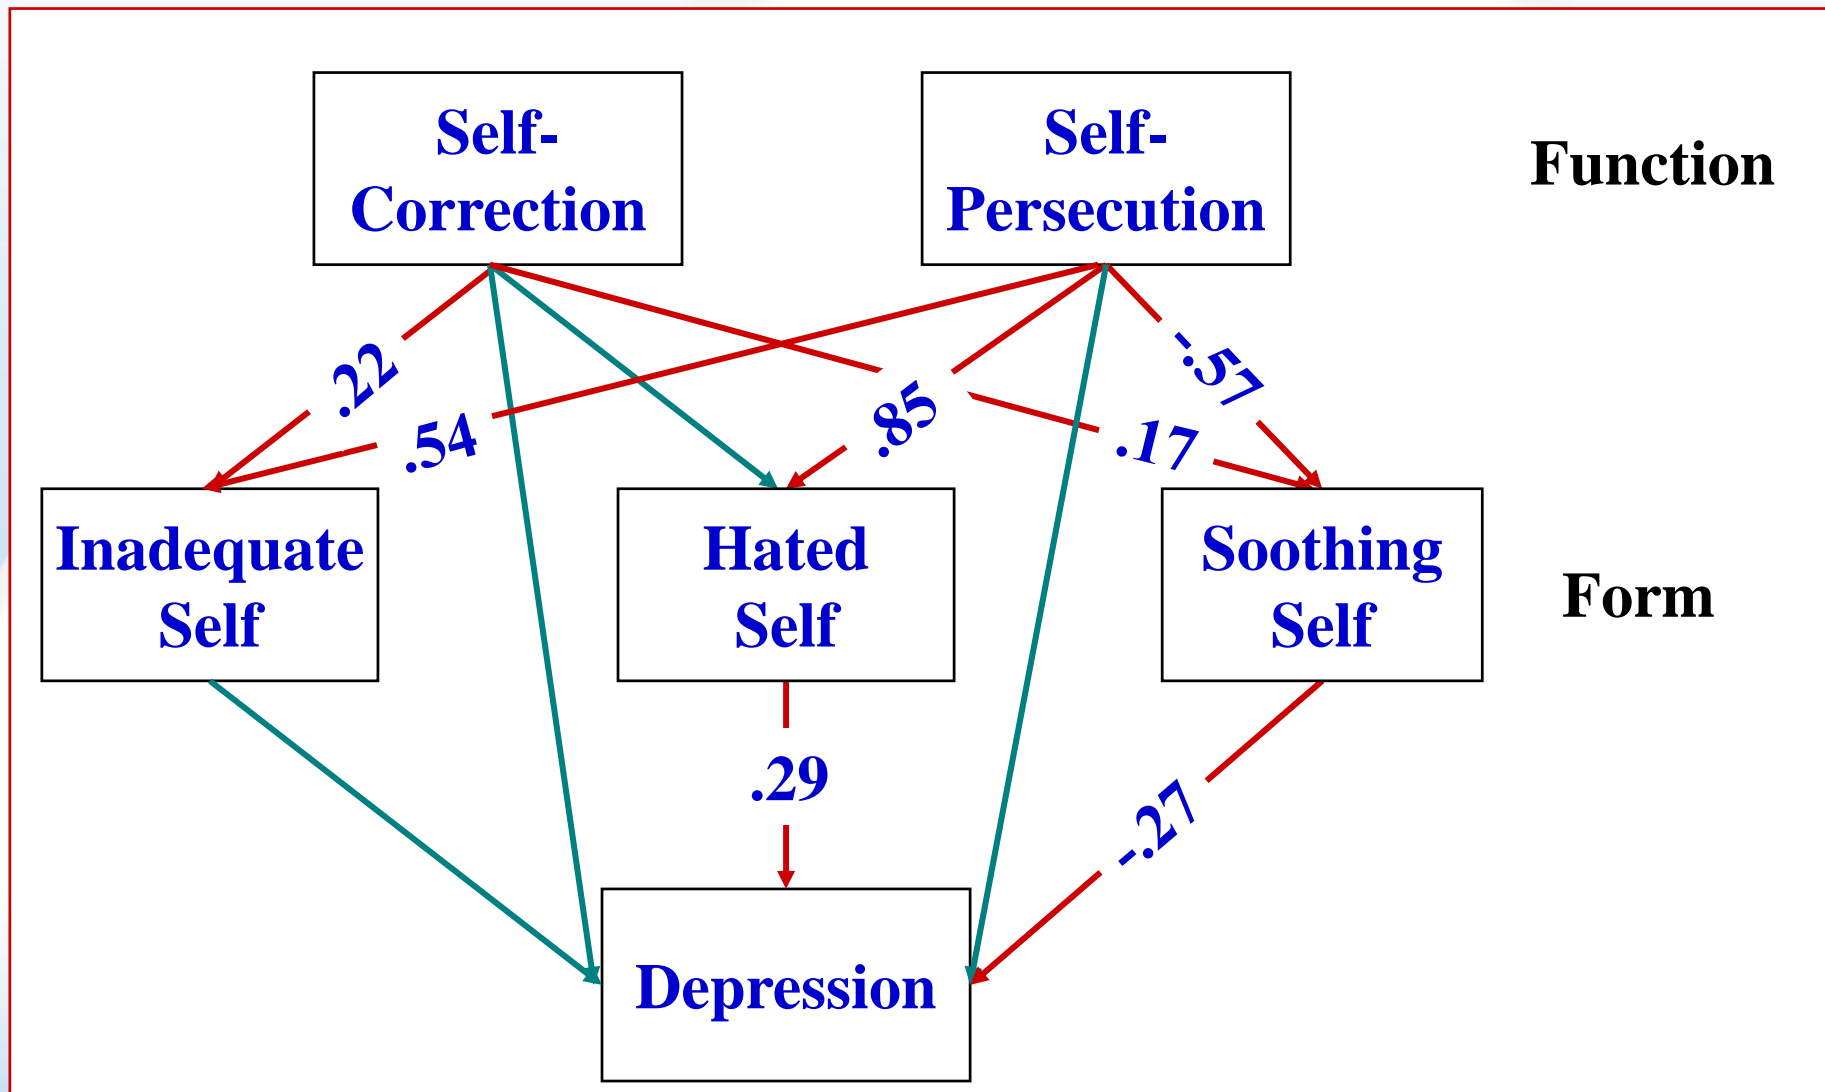 Self-
Correction
Self-
Persecution
Function
.22
.54
.85
.17
-.57
Inadequate
Self
Hated
Self
Soothing
Self
Form
.29
-.27
Depression